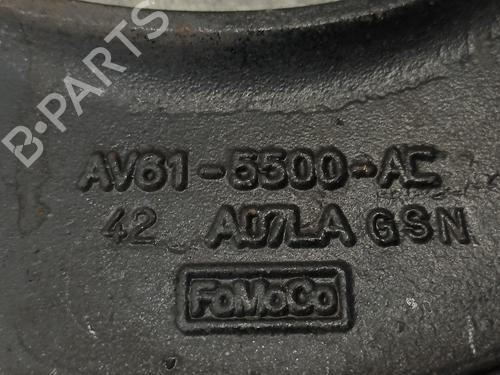 B-PARTS
AV61-5500-AC
42 A07LA GSN
FoMoCo